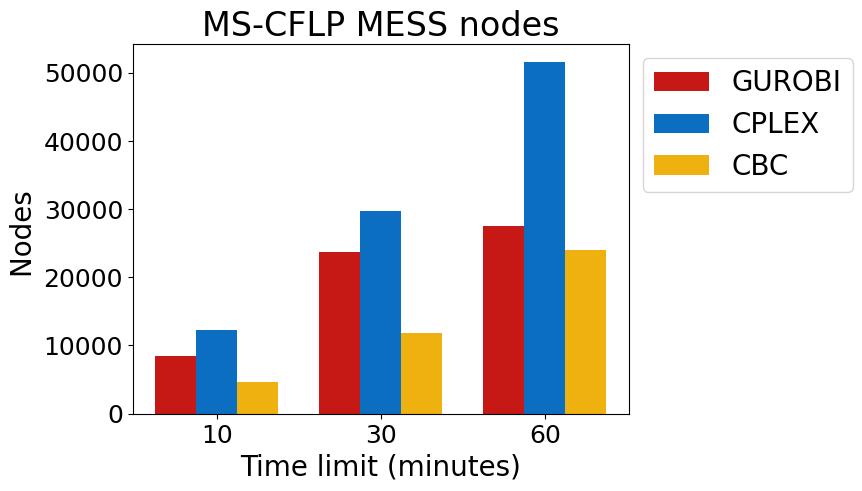 MS-CFLP MESS nodes
50000
40000
30000
20000
10000
0
Nodes
10 30 60
Time limit (minutes)
GUROBI
CPLEX
CBC